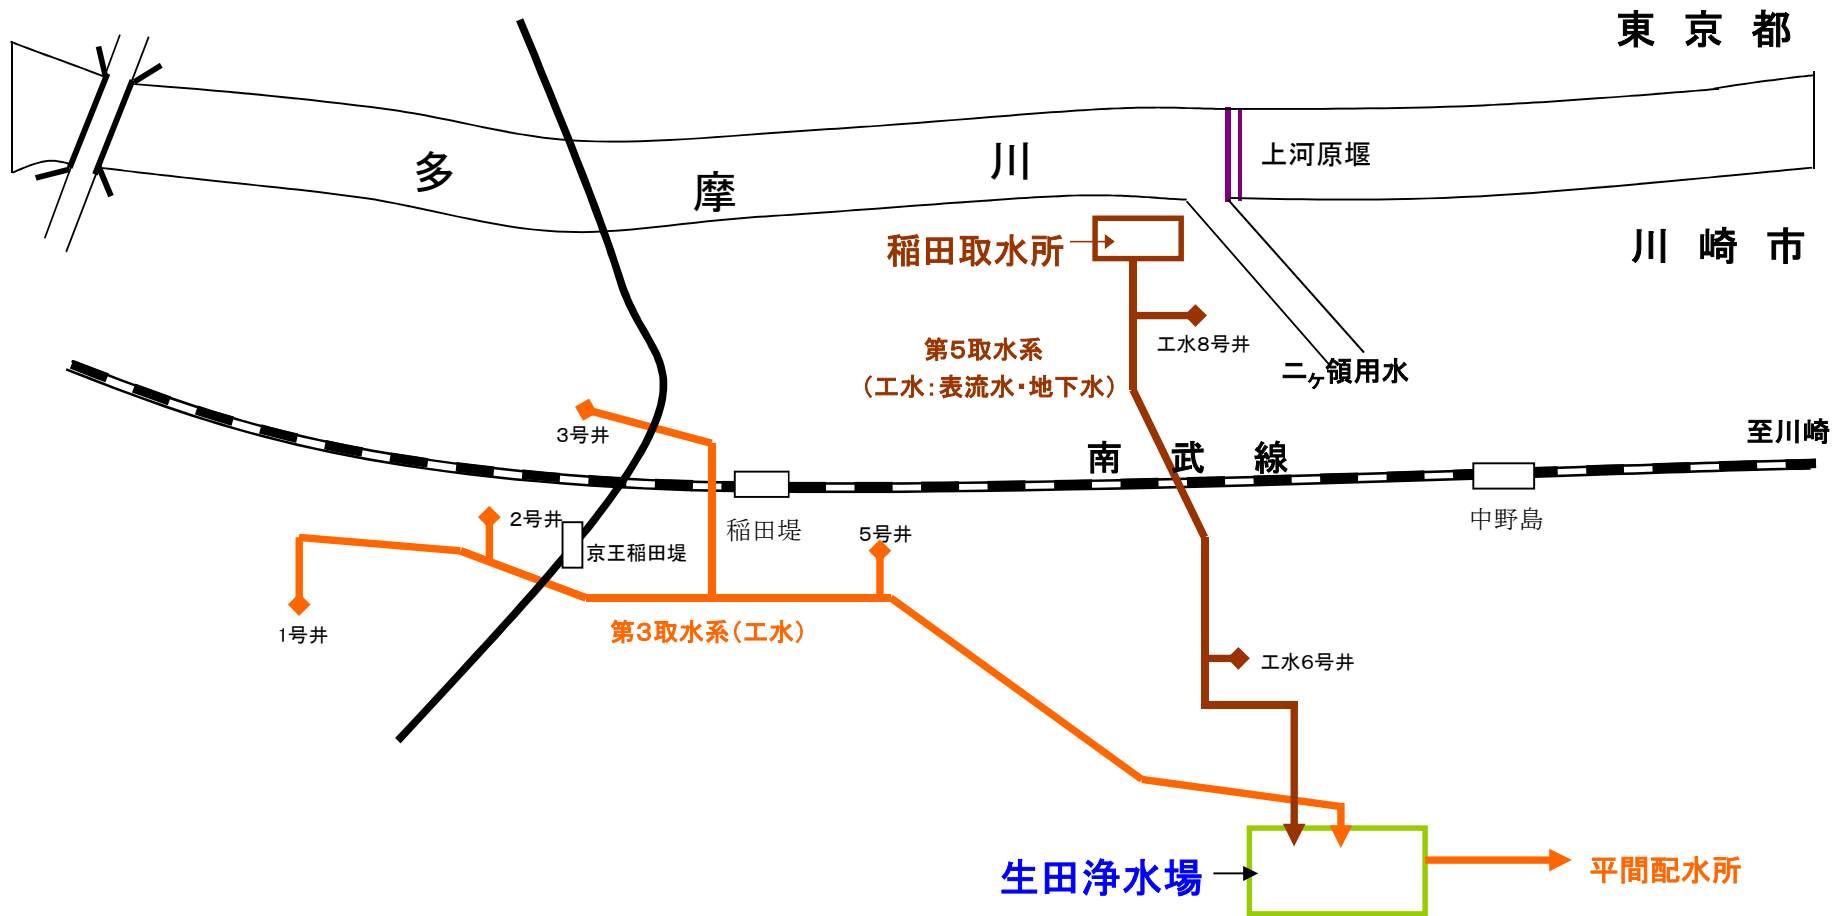 東京都
多摩川
上河原堰
川崎市
稲田取水所
工水8号井
第5取水系
（工水：表流水・地下水）
二ヶ領用水
3号井
南武線
至川崎
2号井
稲田堤
5号井
中野島
京王稲田堤
1号井
第3取水系（工水）
工水6号井
生田浄水場
平間配水所